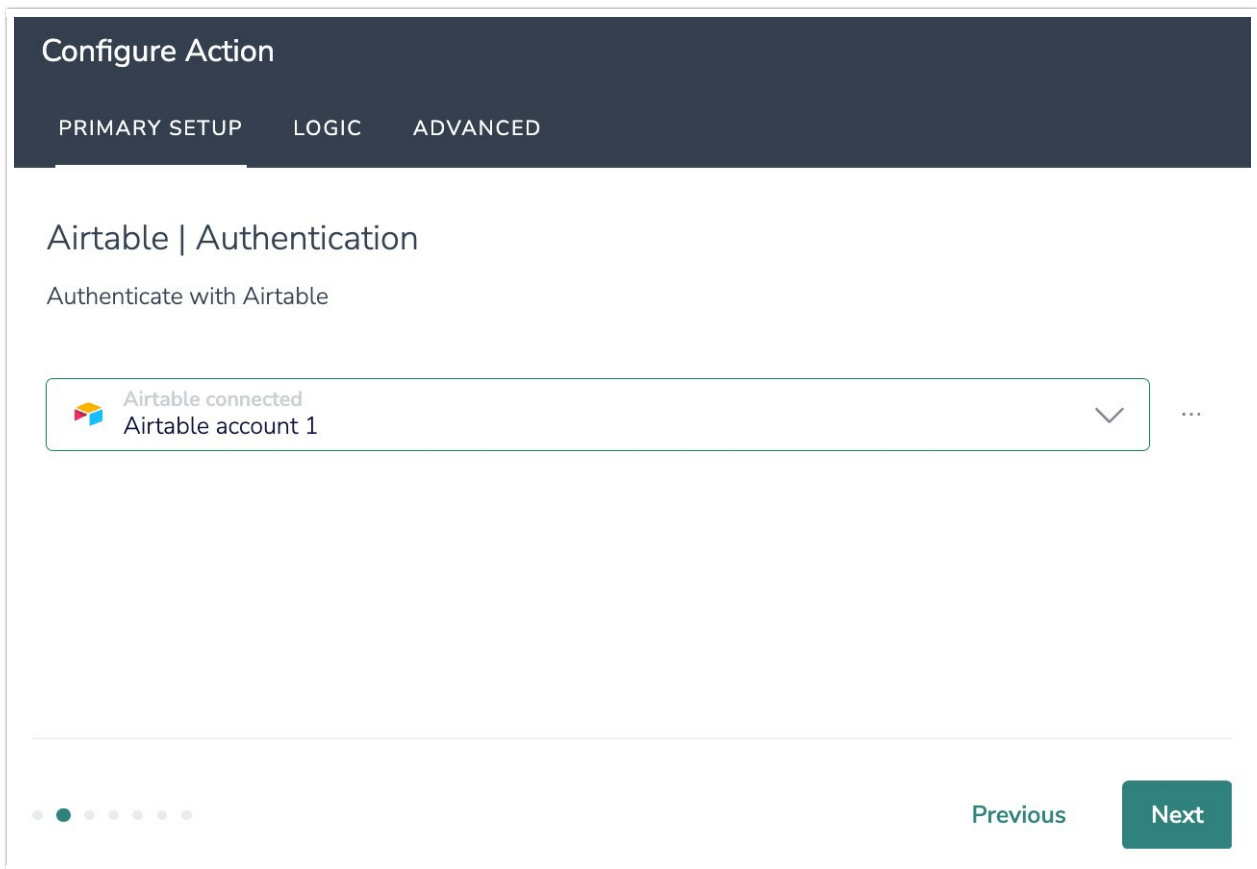 Configure Action
PRIMARY SETUP LOGIC ADVANCED
Airtable | Authentication
Authenticate with Airtable
Airtable connected
Airtable account 1
...
Previous Next